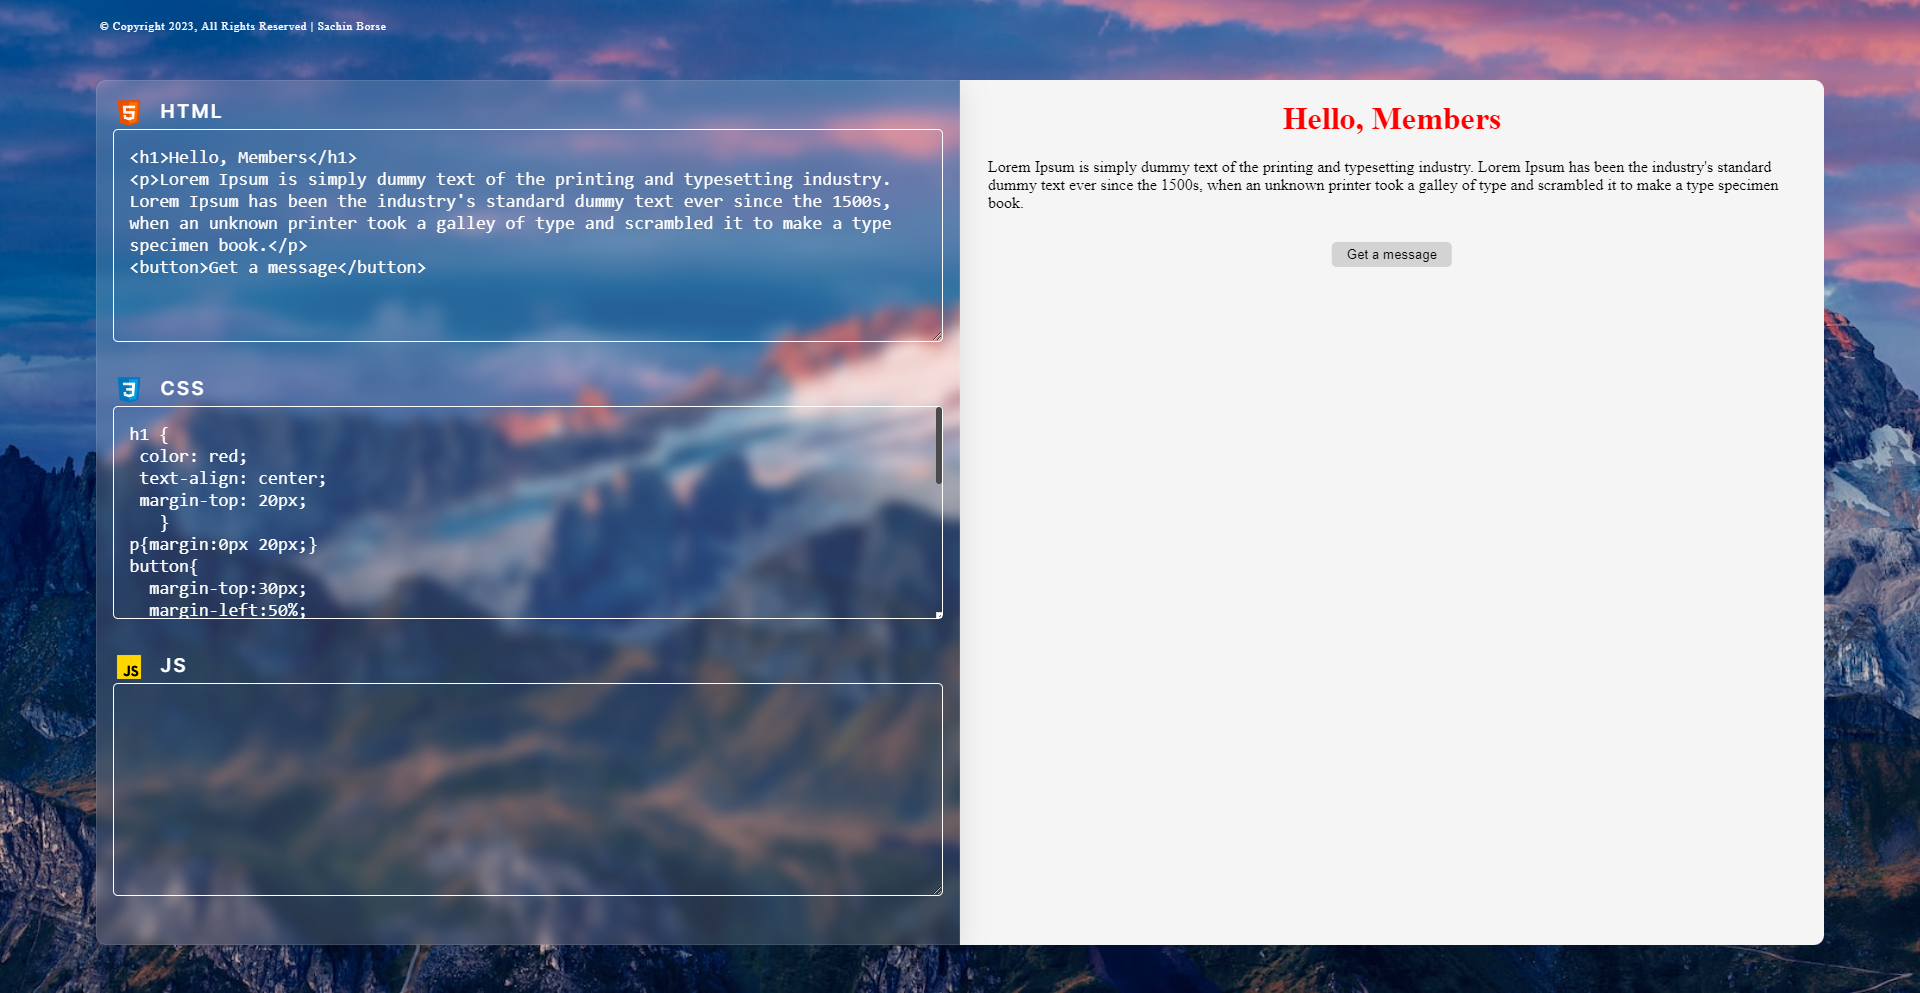 © Copyright 2023, All Rights Reserved | Sachin Borse
HTML
<h1>Hello, Members</h1>
<p>Lorem Ipsum is simply dummy text of the printing and typesetting industry.
Lorem Ipsum has been the industry's standard dummy text ever since the 1500s,
when an unknown printer took a galley of type and scrambled it to make a type
specimen book.</p>
<button>Get a message</button>
CSS
h1 {
 color: red;
 text-align: center;
 margin-top: 20px;
   }
p{margin:0px 20px;}
button{
  margin-top:30px;
  margin-left:50%;
JS
JS
Hello, Members
Lorem Ipsum is simply dummy text of the printing and typesetting industry. Lorem Ipsum has been the industry's standard
dummy text ever since the 1500s, when an unknown printer took a galley of type and scrambled it to make a type specimen
book.
Get a message